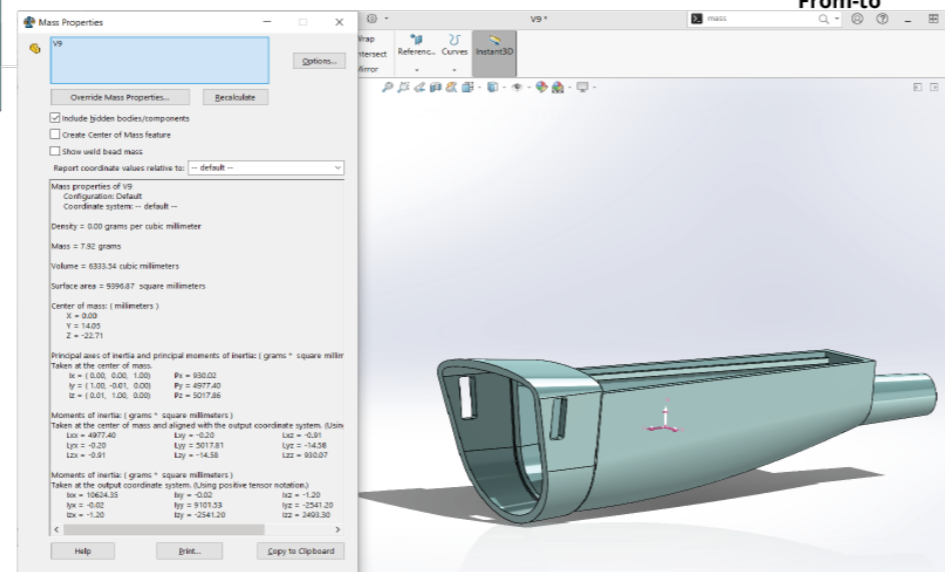 From-to
Mass Properties
V9 *
mass
V9
Options...
Wrap
Intersect
Mirror
Referenc...
Curves
Instant3D
Override Mass Properties...
Recalculate
Include hidden bodies/components
Create Center of Mass feature
Show weld bead mass
Report coordinate values relative to:
-- default --
Mass properties of V9
Configuration: Default
Coordinate system: -- default --
Density = 0.00 grams per cubic millimeter
Mass = 7.92 grams
Volume = 6333.54 cubic millimeters
Surface area = 9396.87 square millimeters
Center of mass: ( millimeters )
X = 0.00
Y = 14.05
Z = -22.71
Principal axes of inertia and principal moments of inertia: ( grams * square millim
Taken at the center of mass.
Ix = ( 0.00, 0.00, 1.00) Px = 930.02
Iy = ( 1.00, -0.01, 0.00) Py = 4977.40
Iz = ( 0.01, 1.00, 0.00) Pz = 5017.86
Moments of inertia: ( grams * square millimeters )
Taken at the center of mass and aligned with the output coordinate system. (Using
Lxx = 4977.40 Lxy = -0.20 Lxz = -0.91
Lyx = -0.20 Lyy = 5017.81 Lyz = -14.58
Lzx = -0.91 Lzy = -14.58 Lzz = 930.07
Moments of inertia: ( grams * square millimeters )
Taken at the output coordinate system. (Using positive tensor notation.)
Ixx = 10624.35 Ixy = -0.02 Ixz = -1.20
Iyx = -0.02 Iyy = 9101.53 Iyz = -2541.20
Izx = -1.20 Izy = -2541.20 Izz = 2493.30
Help
Print...
Copy to Clipboard